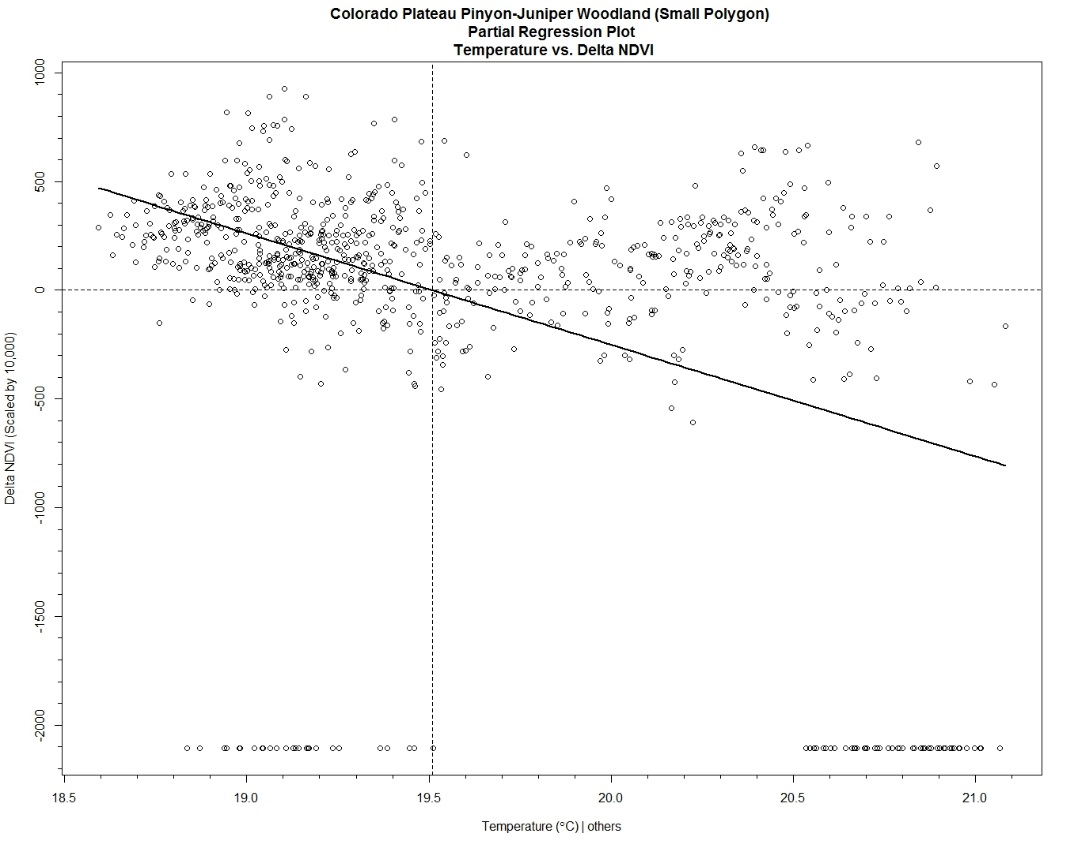 Colorado Plateau Pinyon-Juniper Woodland (Small Polygon)
Partial Regression Plot
Temperature vs. Delta NDVI
1000
500
0
-500
-1000
-1500
-2000
Delta NDVI (Scaled by 10,000)
18.5 19.0 19.5 20.0 20.5 21.0
Temperature (°C) | others